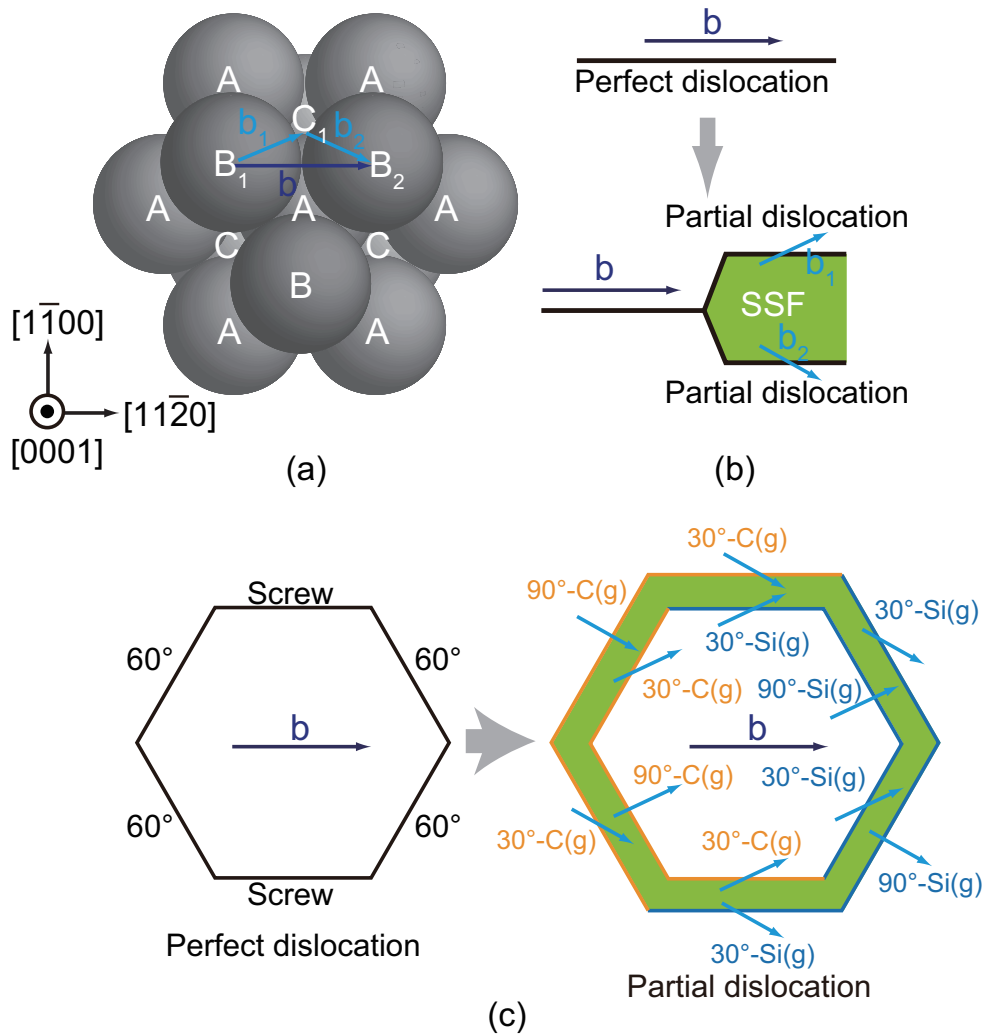 A
A
C₁
b₁
b₂
B₁
B₂
b
A
A
A
C
C
B
A
A
[11̅00]
[112̅0]
[0001]
(a)
b
Perfect dislocation
Partial dislocation
b
b₁
SSF
b₂
Partial dislocation
(b)
Screw
60°
60°
b
60°
60°
Screw
Perfect dislocation
30°-C(g)
90°-C(g)
30°-Si(g)
30°-Si(g)
30°-C(g)
90°-Si(g)
b
90°-C(g)
30°-Si(g)
30°-C(g)
30°-C(g)
90°-Si(g)
30°-Si(g)
Partial dislocation
(c)